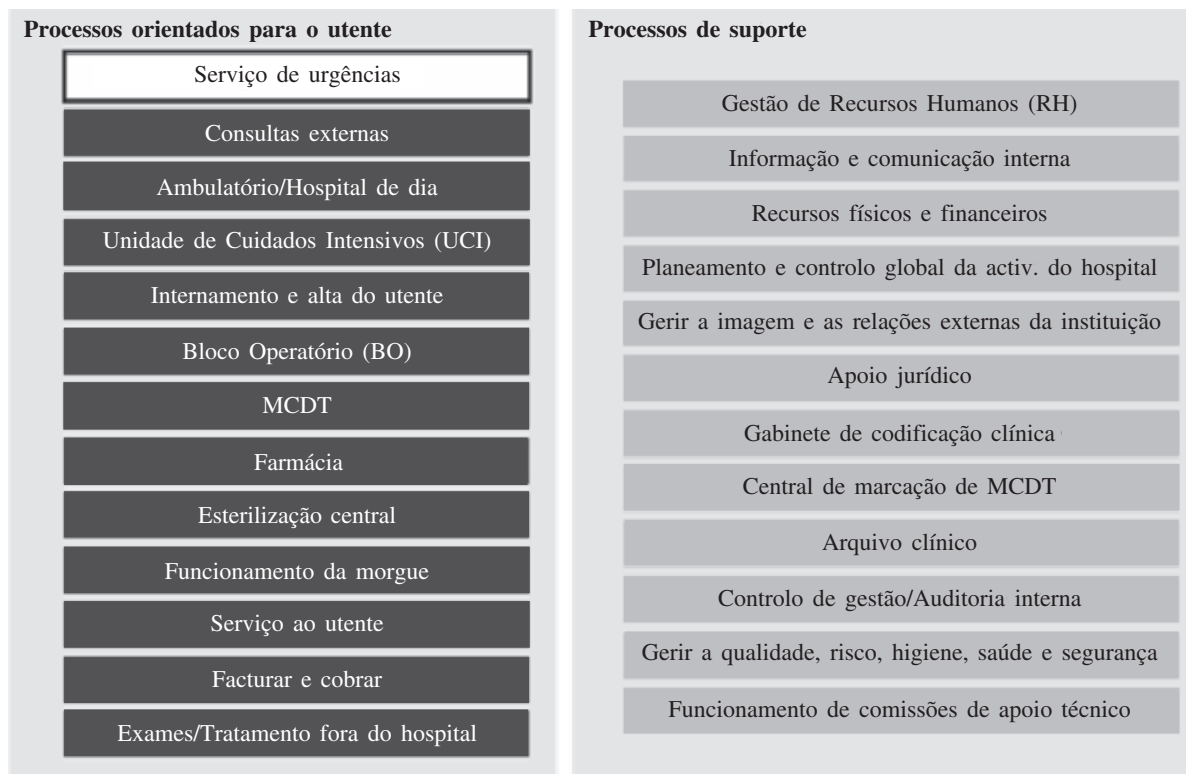 Processos orientados para o utente
Serviço de urgências
Consultas externas
Ambulatório/Hospital de dia
Unidade de Cuidados Intensivos (UCI)
Internamento e alta do utente
Bloco Operatório (BO)
MCDT
Farmácia
Esterilização central
Funcionamento da morgue
Serviço ao utente
Facturar e cobrar
Exames/Tratamento fora do hospital
Processos de suporte
Gestão de Recursos Humanos (RH)
Informação e comunicação interna
Recursos físicos e financeiros
Planeamento e controlo global da activ. do hospital
Gerir a imagem e as relações externas da instituição
Apoio jurídico
Gabinete de codificação clínica
Central de marcação de MCDT
Arquivo clínico
Controlo de gestão/Auditoria interna
Gerir a qualidade, risco, higiene, saúde e segurança
Funcionamento de comissões de apoio técnico